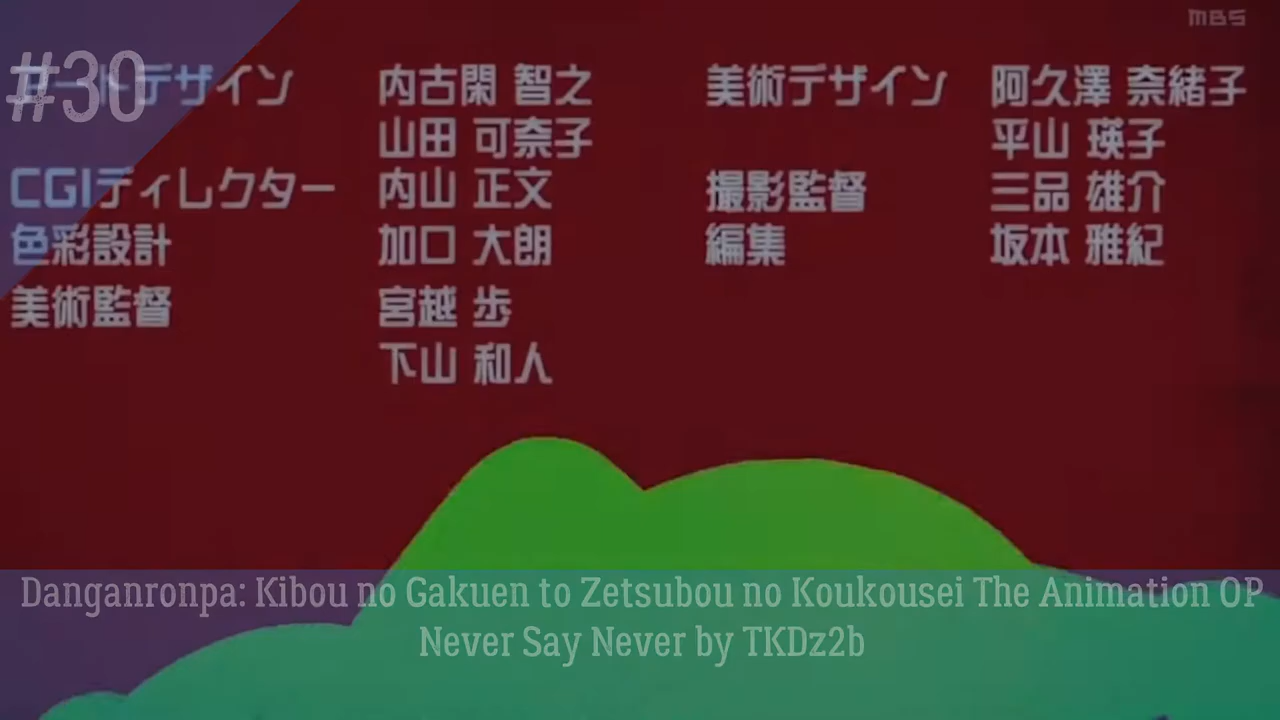 MBS
#30
アートデザイン 内古閑 智之 美術デザイン 阿久澤 奈緒子
山田 可奈子 平山 瑛子
CGIディレクター 内山 正文 撮影監督 三品 雄介
色彩設計 加口 大朗 編集 坂本 雅紀
美術監督 宮越 歩
下山 和人
Danganronpa: Kibou no Gakuen to Zetsubou no Koukousei The Animation OP
Never Say Never by TKDz2b